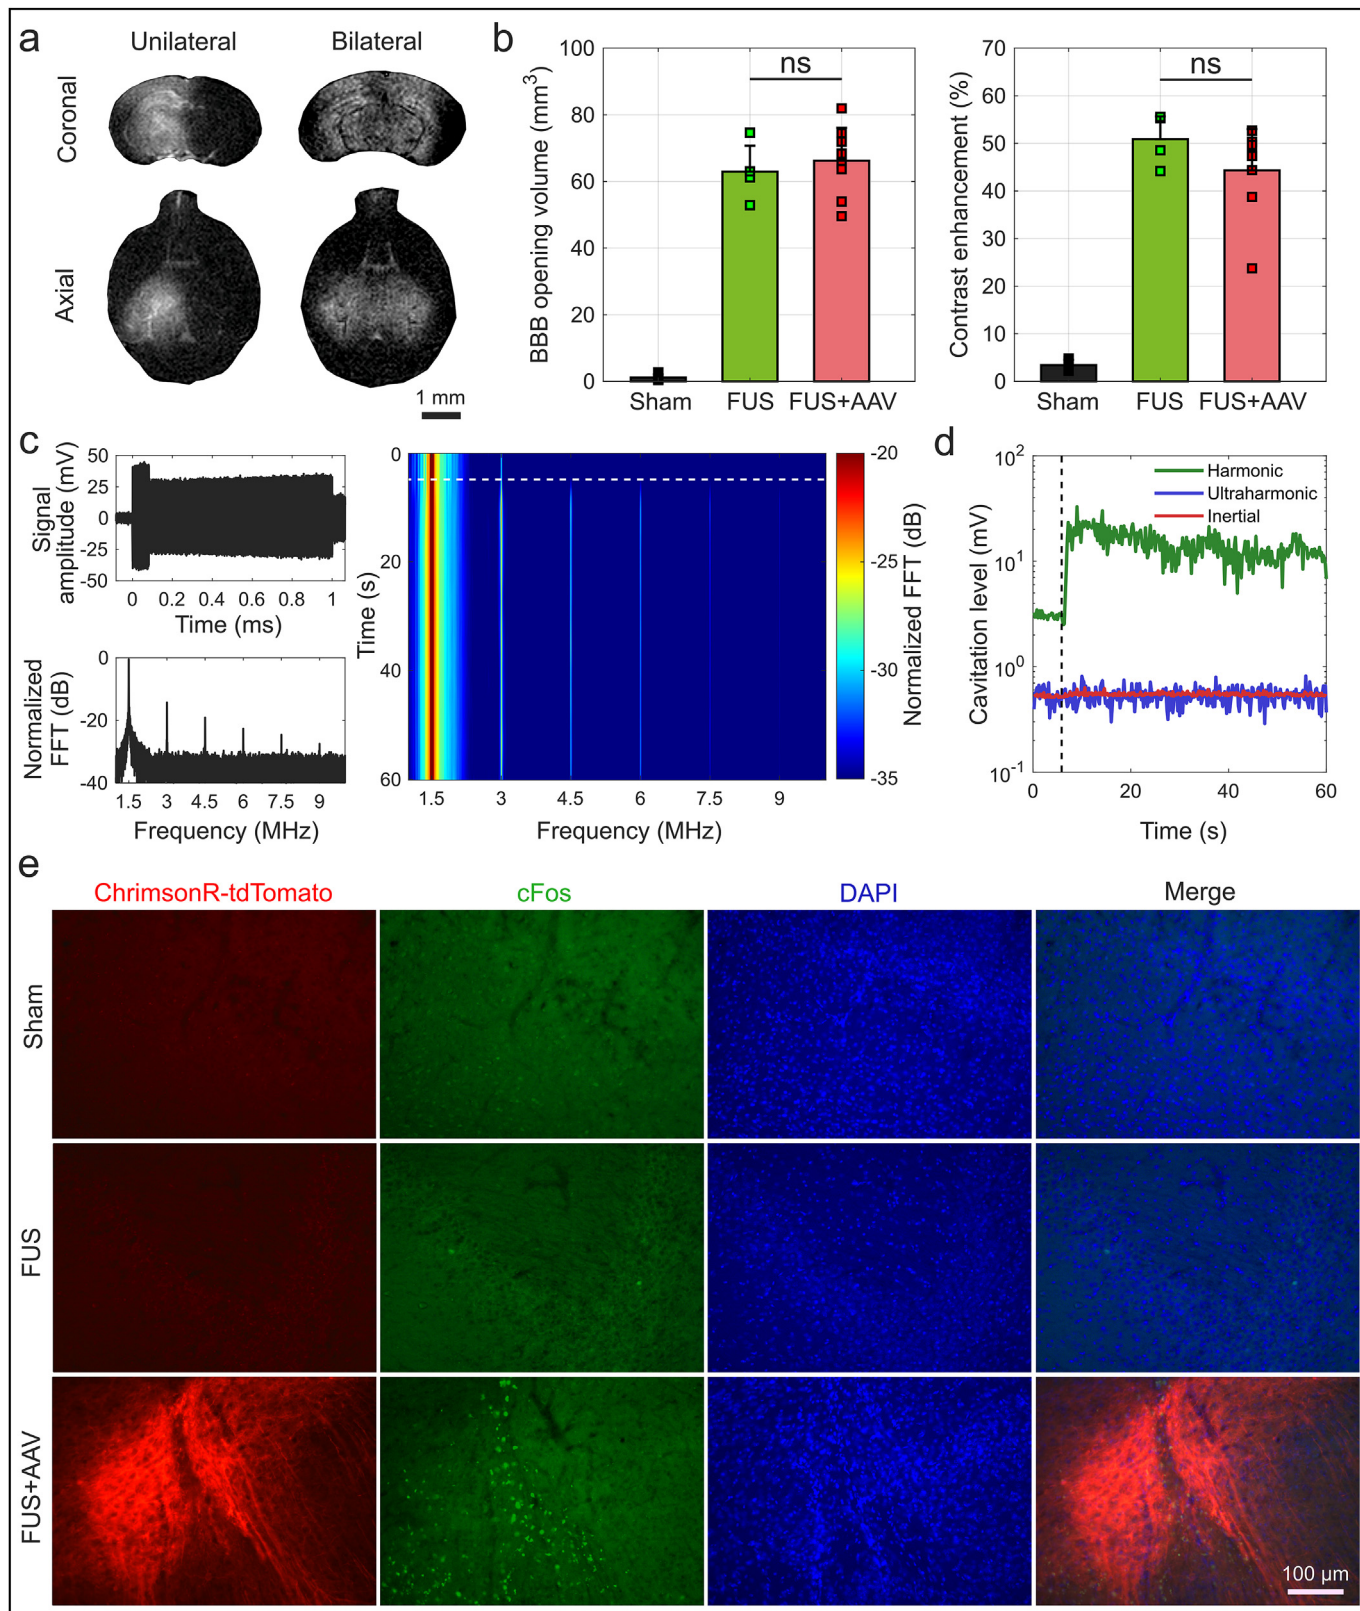 a
Unilateral
Bilateral
Coronal
Axial
1 mm
b
BBB opening volume (mm³)
100
80
60
40
20
0
ns
Sham
FUS
FUS+AAV
Contrast enhancement (%)
70
60
50
40
30
20
10
0
ns
Sham
FUS
FUS+AAV
c
Signal
amplitude (mV)
50
25
0
-25
-50
0 0.2 0.4 0.6 0.8 1
Time (ms)
Normalized
FFT (dB)
0
-20
-40
1.5 3 4.5 6 7.5 9
Frequency (MHz)
Time (s)
0
20
40
60
1.5 3 4.5 6 7.5 9
Frequency (MHz)
-20
-25
-30
-35
Normalized FFT (dB)
d
Cavitation level (mV)
10²
10¹
10⁰
10⁻¹
Harmonic
Ultraharmonic
Inertial
0 20 40 60
Time (s)
e
ChrimsonR-tdTomato
cFos
DAPI
Merge
Sham
FUS
FUS+AAV
100 µm